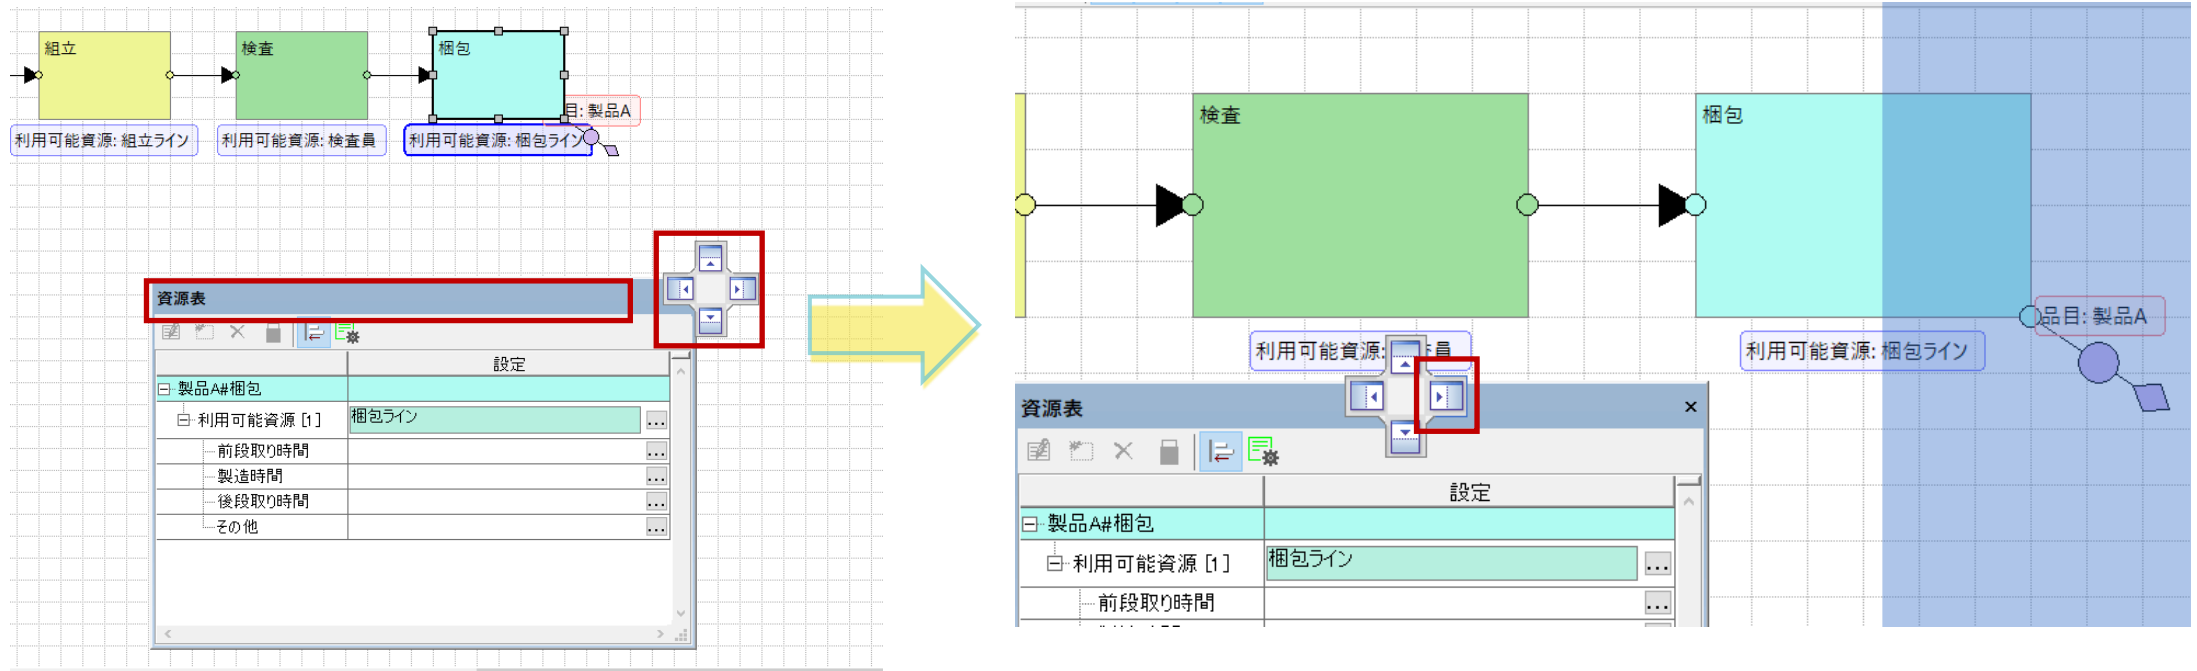 組立
検査
梱包
目: 製品A
利用可能資源: 組立ライン
利用可能資源: 検査員
利用可能資源: 梱包ライン
資源表
設定
製品A#梱包
利用可能資源 [1]
梱包ライン
...
前段取り時間
...
製造時間
...
後段取り時間
...
その他
...
検査
梱包
品目: 製品A
利用可能資源:
員
利用可能資源: 梱包ライン
資源表
設定
製品A#梱包
利用可能資源 [1]
梱包ライン
...
前段取り時間
...